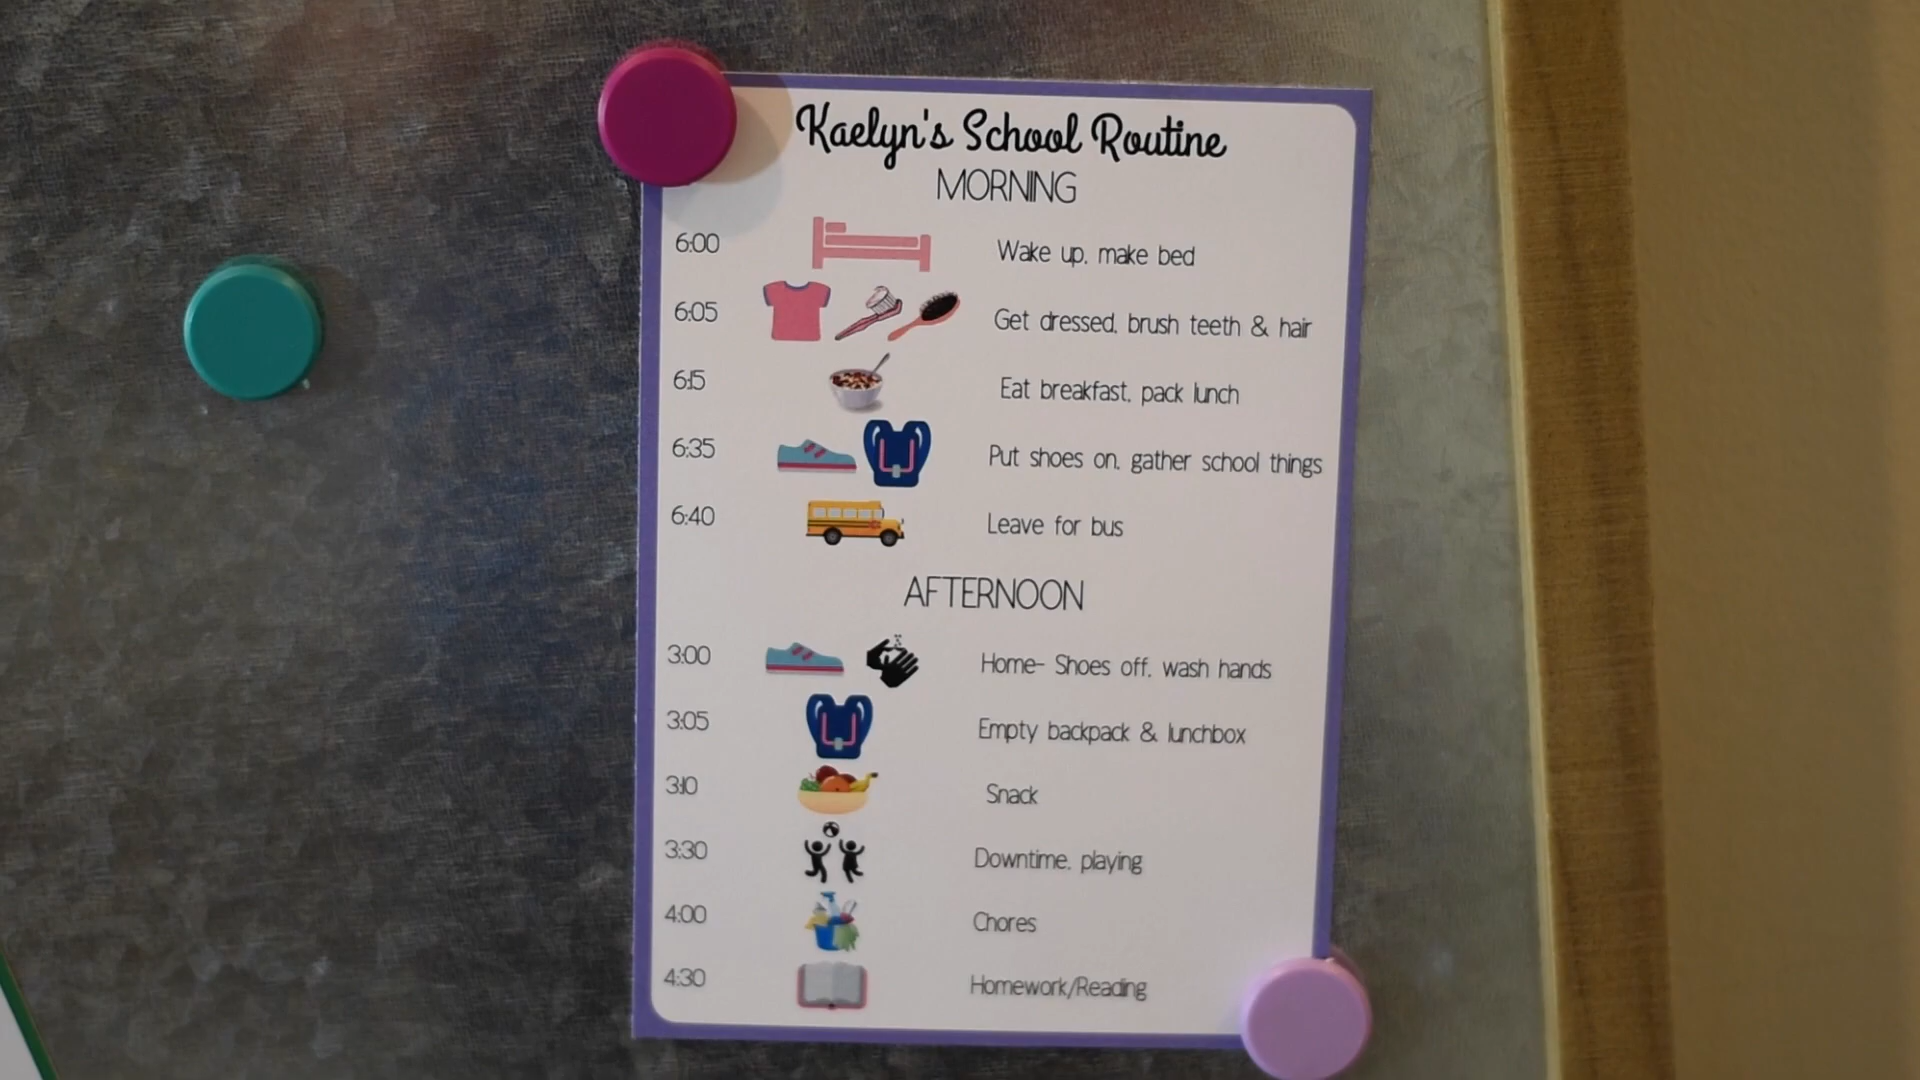 Kaelyn's School Routine
MORNING
6:00 Wake up, make bed
6:05 Get dressed, brush teeth & hair
6:15 Eat breakfast, pack lunch
6:35 Put shoes on, gather school things
6:40 Leave for bus
AFTERNOON
3:00 Home- Shoes off, wash hands
3:05 Empty backpack & lunchbox
3:10 Snack
3:30 Downtime, playing
4:00 Chores
4:30 Homework/Reading